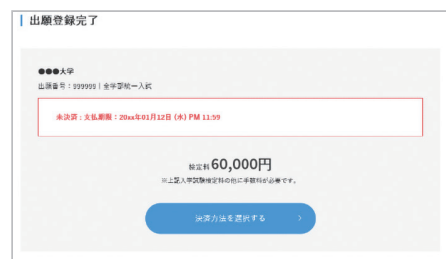 出願登録完了
●●●大学
出願番号：999999｜全学部統一入試
未決済：支払期限：20xx年01月12日 (水) PM 11:59
検定料60,000円
※上記入学試験検定料の他に手数料が必要です。
決済方法を選択する